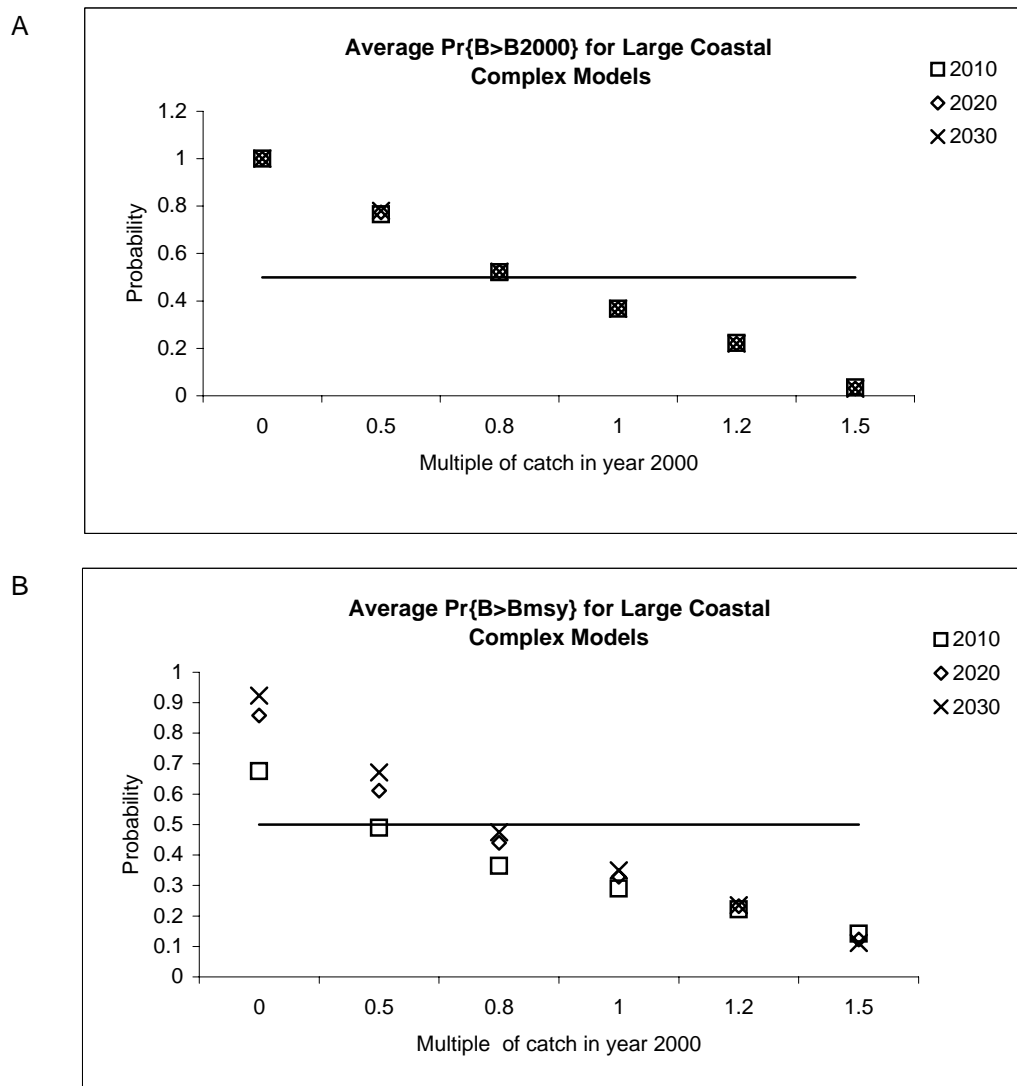 A
Average Pr{B>B2000} for Large Coastal
Complex Models
2010
2020
2030
Probability
1.2
1
0.8
0.6
0.4
0.2
0
0 0.5 0.8 1 1.2 1.5
Multiple of catch in year 2000
B
Average Pr{B>Bmsy} for Large Coastal
Complex Models
2010
2020
2030
Probability
1
0.9
0.8
0.7
0.6
0.5
0.4
0.3
0.2
0.1
0
0 0.5 0.8 1 1.2 1.5
Multiple of catch in year 2000